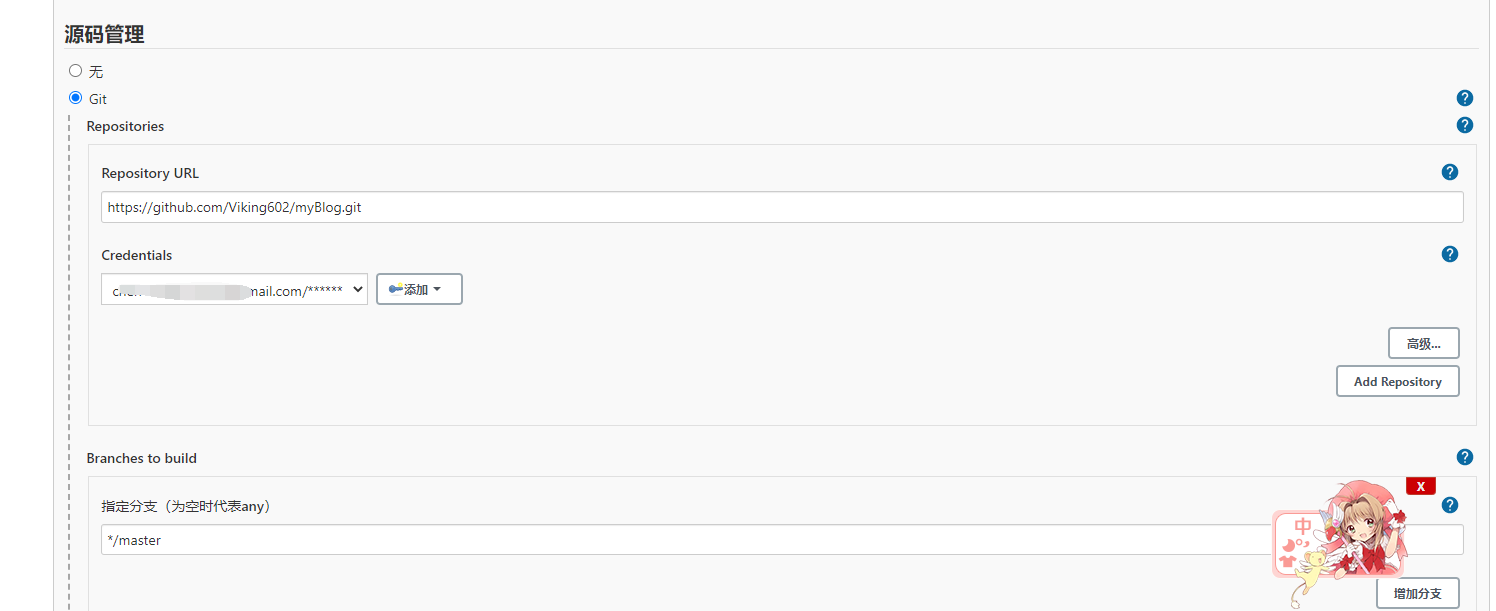 源码管理
无
Git
Repositories
Repository URL
https://github.com/Viking602/myBlog.git
Credentials
mail.com/******
添加
高级...
Add Repository
Branches to build
X
指定分支（为空时代表any）
中
*/master
增加分支